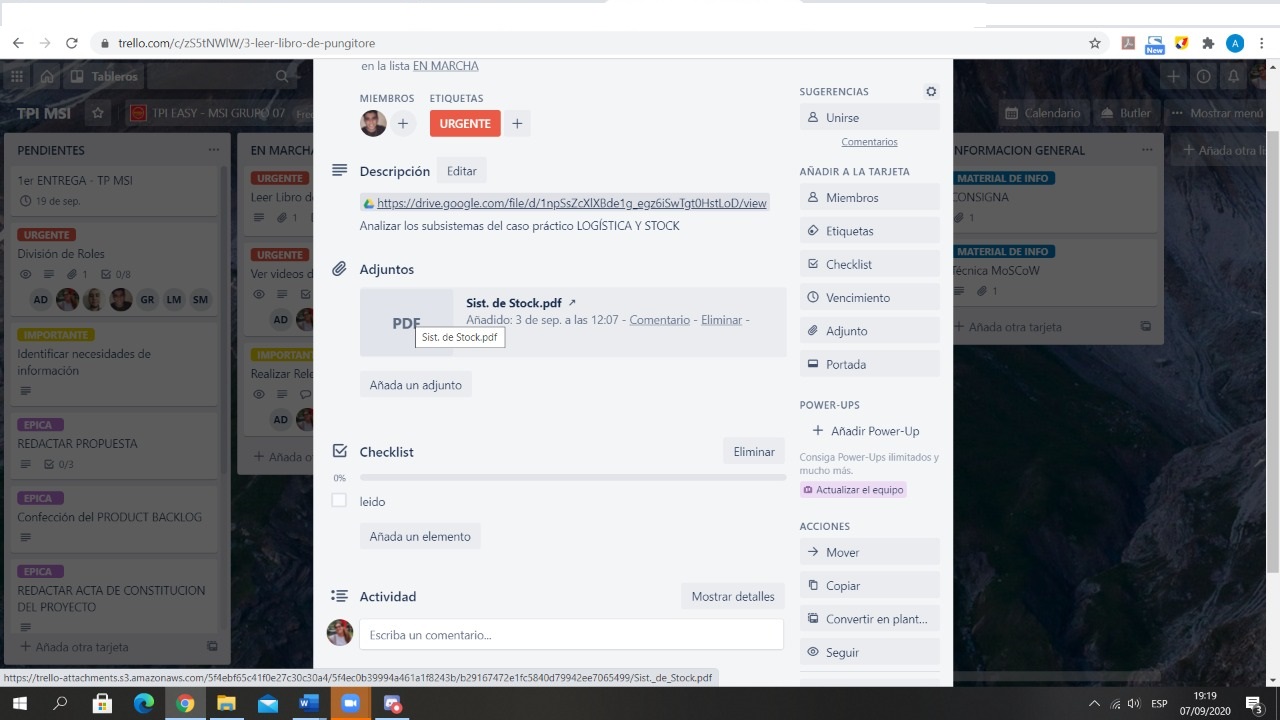 trello.com/c/zS5tNWlW/3-leer-libro-de-pungitore
New
A
Tableros
TPI MSI
TPI EASY - MSI GRUPO 07
Calendario
Butler
Mostrar menú
PENDIENTES
1er ENTREGA - TP MSI
19 de sep.
URGENTE
División de Roles
1
0/8
AD
GR
LM
SM
IMPORTANTE
Identificar necesidades de
información
EPICA
REDACTAR PROPUESTA
0/3
EPICA
Confección del PRODUCT BACKLOG
EPICA
REDACTAR ACTA DE CONSTITUCION
DEL PROYECTO
+ Añada otra tarjeta
EN MARCHA
URGENTE
Leer Libro d
1
URGENTE
Ver videos d
AD
IMPORTANT
Realizar Rele
AD
+ Añada o
en la lista EN MARCHA
MIEMBROS
ETIQUETAS
URGENTE
Descripción
Editar
https://drive.google.com/file/d/1npSsZcXlXBde1g_egz6iSwTgt0HstLoD/view
Analizar los subsistemas del caso práctico LOGÍSTICA Y STOCK
Adjuntos
PDF
Sist. de Stock.pdf ↗
Añadido: 3 de sep. a las 12:07 - Comentario - Eliminar -
Sist. de Stock.pdf
Añada un adjunto
Checklist
Eliminar
0%
leido
Añada un elemento
Actividad
Mostrar detalles
Escriba un comentario...
SUGERENCIAS
Unirse
Comentarios
AÑADIR A LA TARJETA
Miembros
Etiquetas
Checklist
Vencimiento
Adjunto
Portada
POWER-UPS
+ Añadir Power-Up
Consiga Power-Ups ilimitados y
mucho más.
Actualizar el equipo
ACCIONES
Mover
Copiar
Convertir en plant...
Seguir
NFORMACION GENERAL
MATERIAL DE INFO
CONSIGNA
1
MATERIAL DE INFO
Técnica MoSCoW
1
+ Añada otra tarjeta
+ Añada otra li
https://trello-attachments.s3.amazonaws.com/5f4ebf65c41f0e27c30c30a4/5f4ec0b39994a461a1f0243b/b29167472e1fc5840d79942ee7065499/Sist._de_Stock.pdf
ESP
19:19
07/09/2020
3